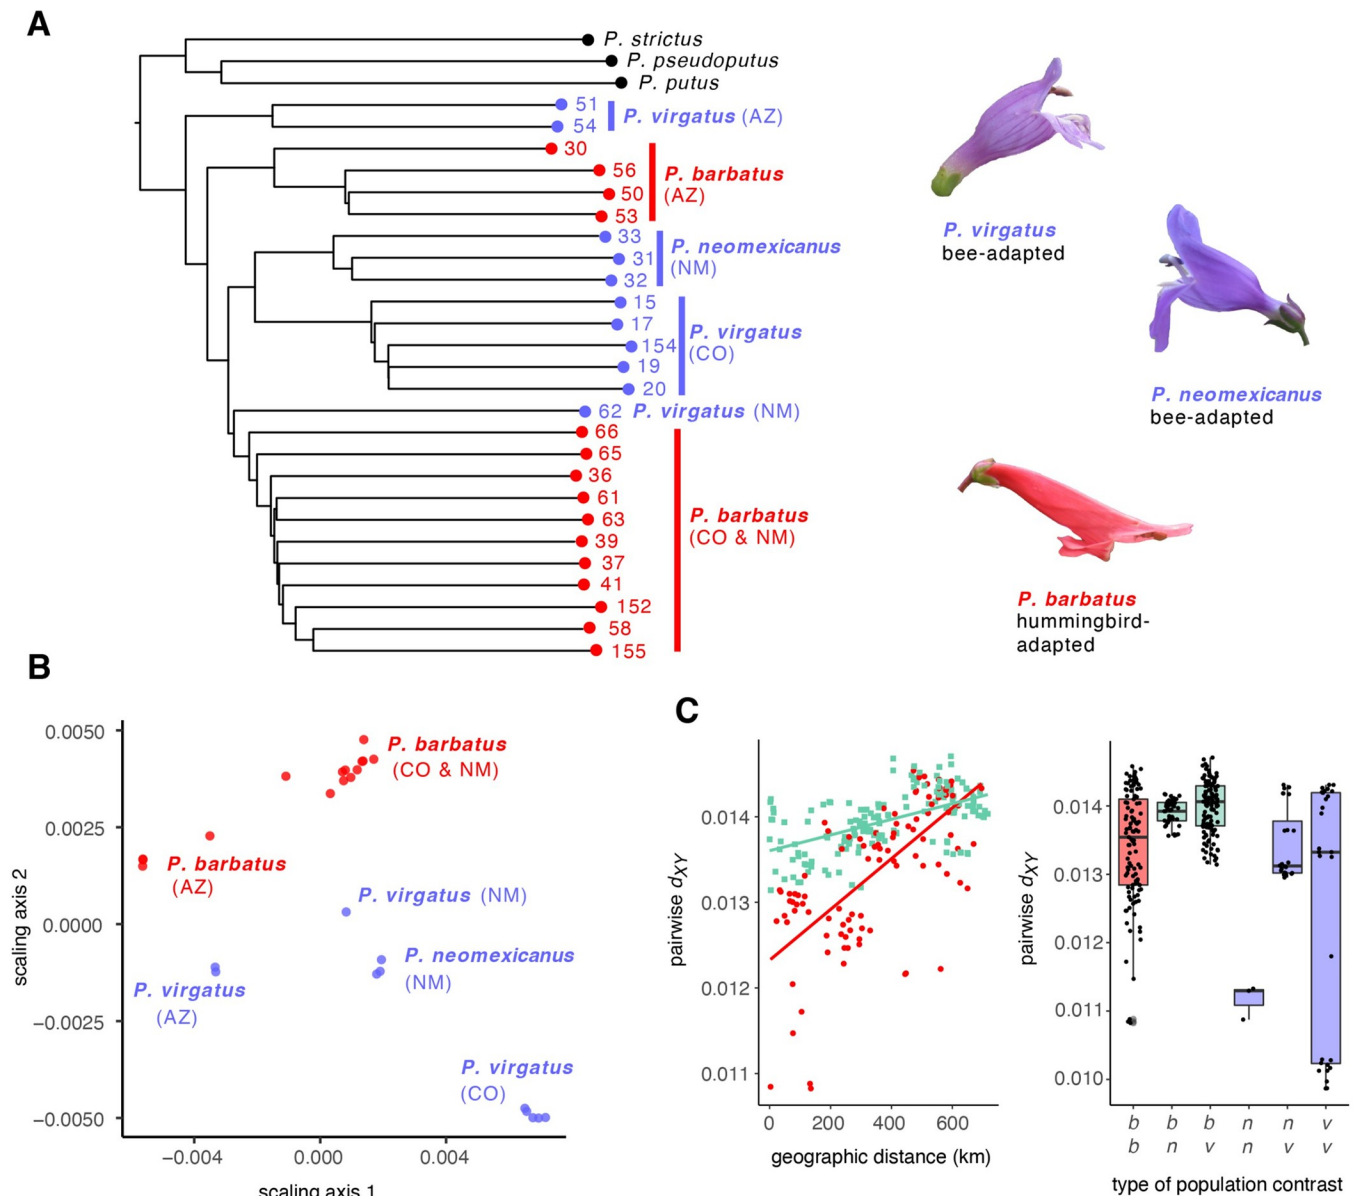 A
P. strictus
P. pseudoputus
P. putus
51
54
P. virgatus (AZ)
30
56
50
53
P. barbatus
(AZ)
33
31
32
P. neomexicanus
(NM)
15
17
154
19
20
P. virgatus
(CO)
62 P. virgatus (NM)
66
65
36
61
63
39
37
41
152
58
155
P. barbatus
(CO & NM)
P. virgatus
bee-adapted
P. neomexicanus
bee-adapted
P. barbatus
hummingbird-
adapted
B
0.0050
0.0025
0.0000
−0.0025
−0.0050
scaling axis 2
−0.004
0.000
0.004
scaling axis 1
P. barbatus
(CO & NM)
P. barbatus
(AZ)
P. virgatus (NM)
P. neomexicanus
(NM)
P. virgatus
(AZ)
P. virgatus
(CO)
C
0.014
0.013
0.012
0.011
pairwise dXY
0 200 400 600
geographic distance (km)
0.014
0.013
0.012
0.011
0.010
pairwise dXY
b b b n n v
b n v n v v
type of population contrast